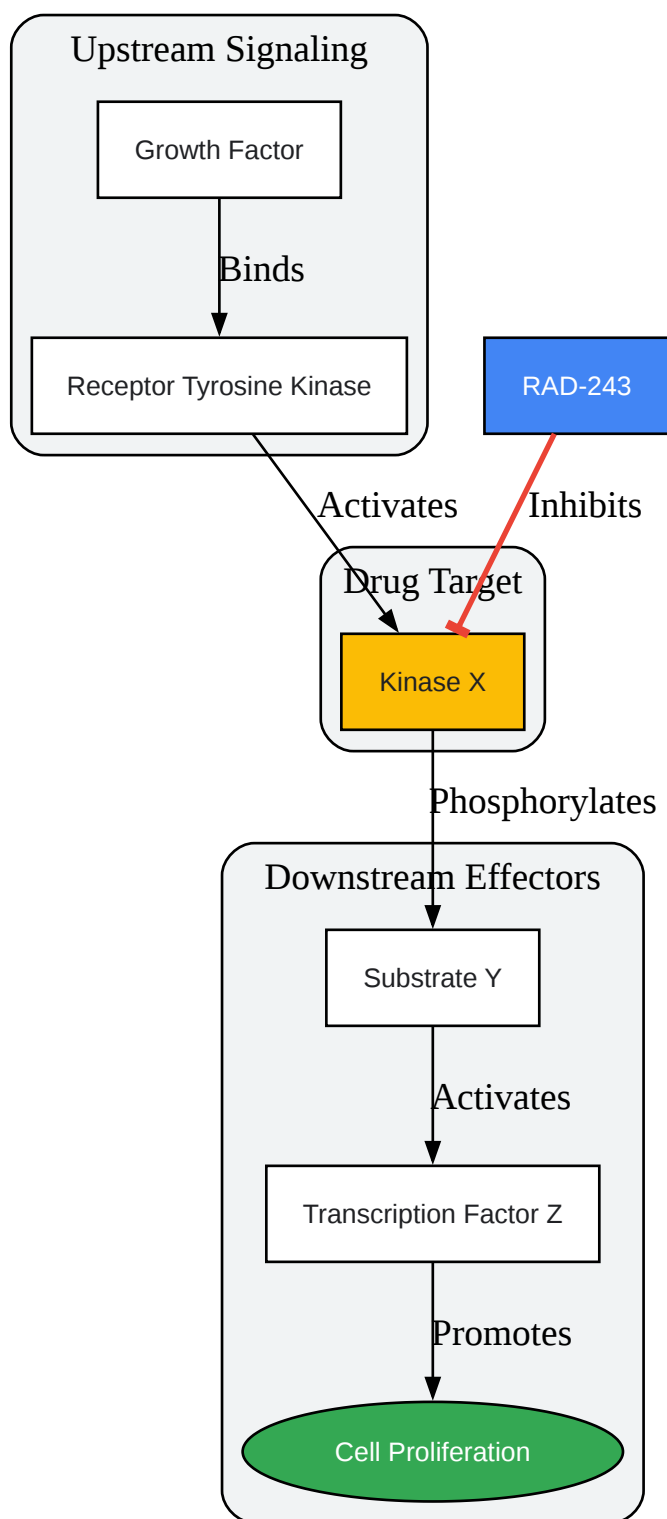 Upstream Signaling
Growth Factor
Binds
Receptor Tyrosine Kinase
RAD-243
Activates
Inhibits
Drug Target
Kinase X
Phosphorylates
Downstream Effectors
Substrate Y
Activates
Transcription Factor Z
Promotes
Cell Proliferation